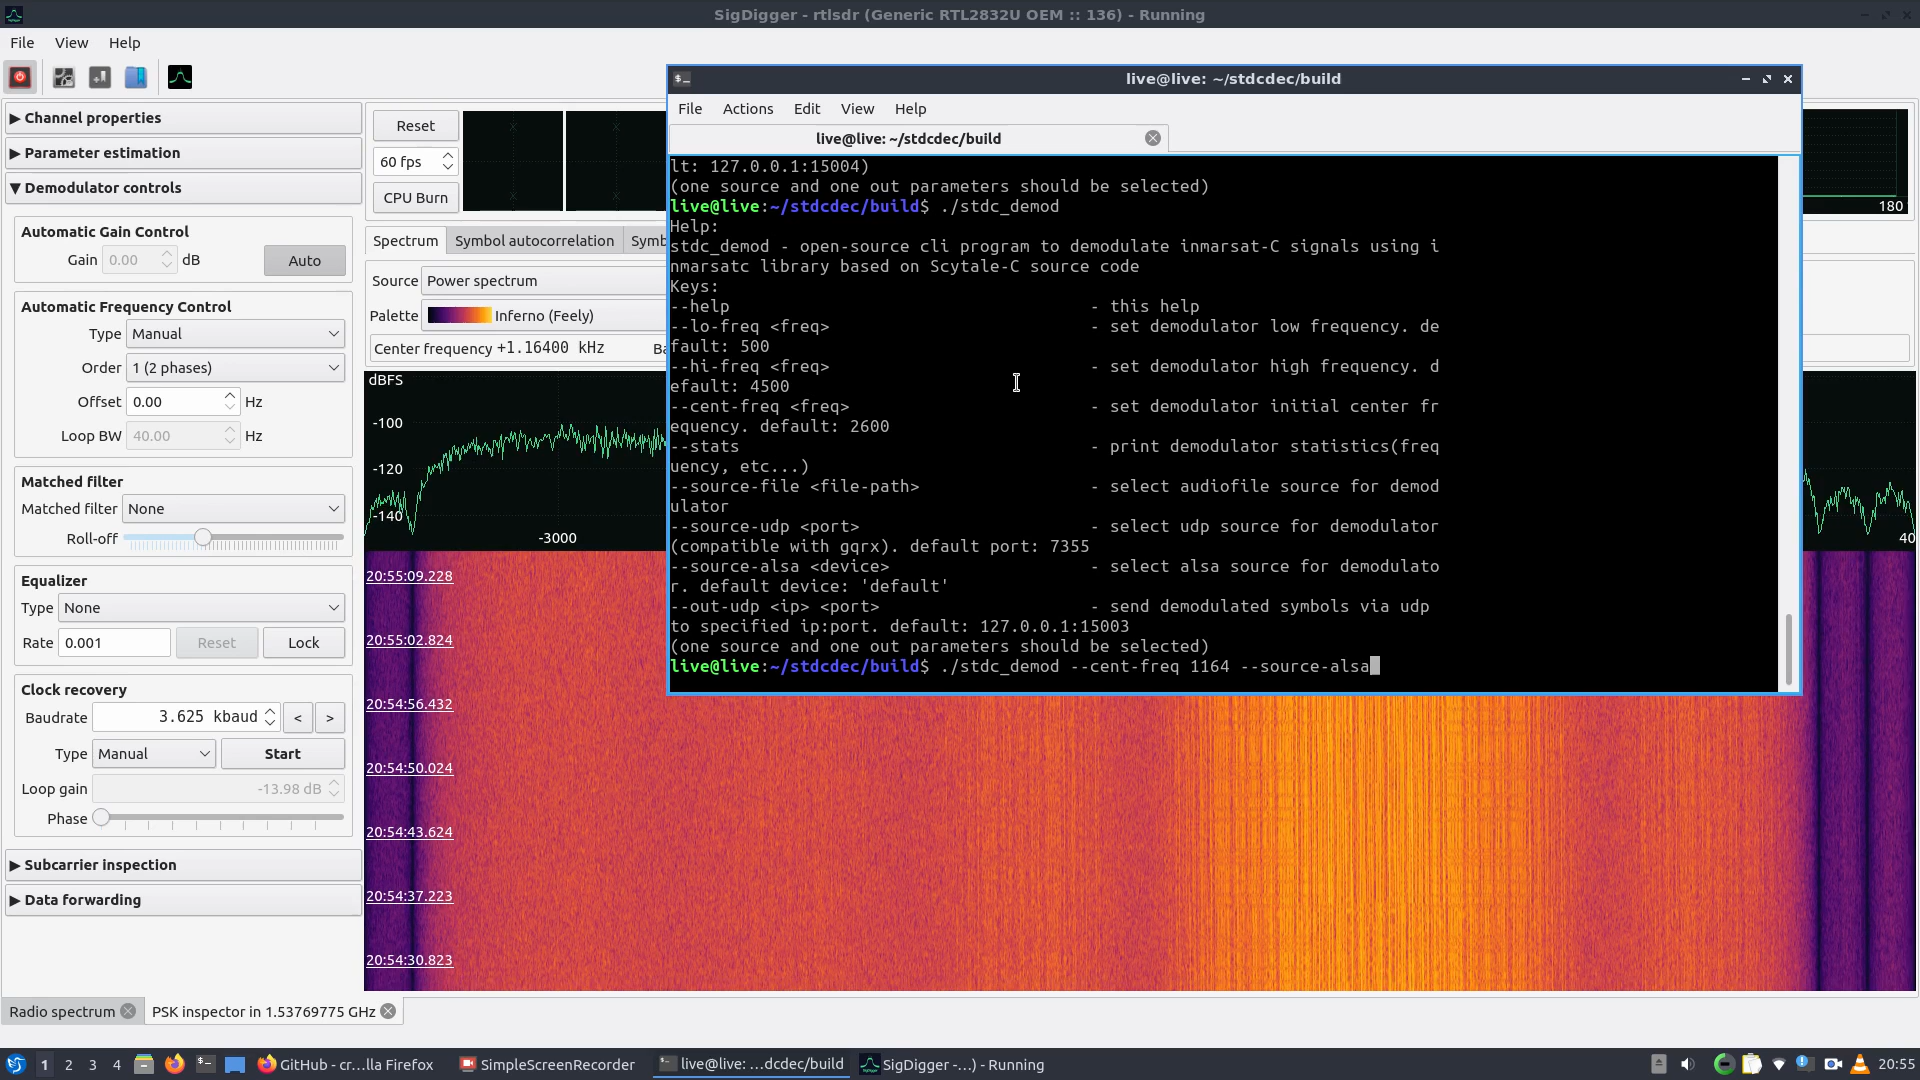 SigDigger - rtlsdr (Generic RTL2832U OEM :: 136) - Running
File View Help
Channel properties
Parameter estimation
Demodulator controls
Automatic Gain Control
Gain 0.00 dB Auto
Automatic Frequency Control
Type Manual
Order 1 (2 phases)
Offset 0.00 Hz
Loop BW 40.00 Hz
Matched filter
Matched filter None
Roll-off
Equalizer
Type None
Rate 0.001 Reset Lock
Clock recovery
Baudrate 3.625 kbaud < >
Type Manual Start
Loop gain -13.98 dB
Phase
Subcarrier inspection
Data forwarding
Reset
60 fps
CPU Burn
Spectrum Symbol autocorrelation Symb
Source Power spectrum
Palette Inferno (Feely)
Center frequency +1.16400 kHz Ba
dBFS
-100
-120
-140
-3000
180
40
20:55:09.228
20:55:02.824
20:54:56.432
20:54:50.024
20:54:43.624
20:54:37.223
20:54:30.823
live@live: ~/stdcdec/build
File Actions Edit View Help
live@live: ~/stdcdec/build
lt: 127.0.0.1:15004)
(one source and one out parameters should be selected)
live@live:~/stdcdec/build$ ./stdc_demod
Help:
stdc_demod - open-source cli program to demodulate inmarsat-C signals using i
nmarsatc library based on Scytale-C source code
Keys:
--help - this help
--lo-freq <freq> - set demodulator low frequency. de
fault: 500
--hi-freq <freq> - set demodulator high frequency. d
efault: 4500
--cent-freq <freq> - set demodulator initial center fr
equency. default: 2600
--stats - print demodulator statistics(freq
uency, etc...)
--source-file <file-path> - select audiofile source for demod
ulator
--source-udp <port> - select udp source for demodulator
(compatible with gqrx). default port: 7355
--source-alsa <device> - select alsa source for demodulato
r. default device: 'default'
--out-udp <ip> <port> - send demodulated symbols via udp
to specified ip:port. default: 127.0.0.1:15003
(one source and one out parameters should be selected)
live@live:~/stdcdec/build$ ./stdc_demod --cent-freq 1164 --source-alsa
Radio spectrum PSK inspector in 1.53769775 GHz
1 2 3 4 GitHub - cr...lla Firefox SimpleScreenRecorder live@live: ...dcdec/build SigDigger -...) - Running 20:55